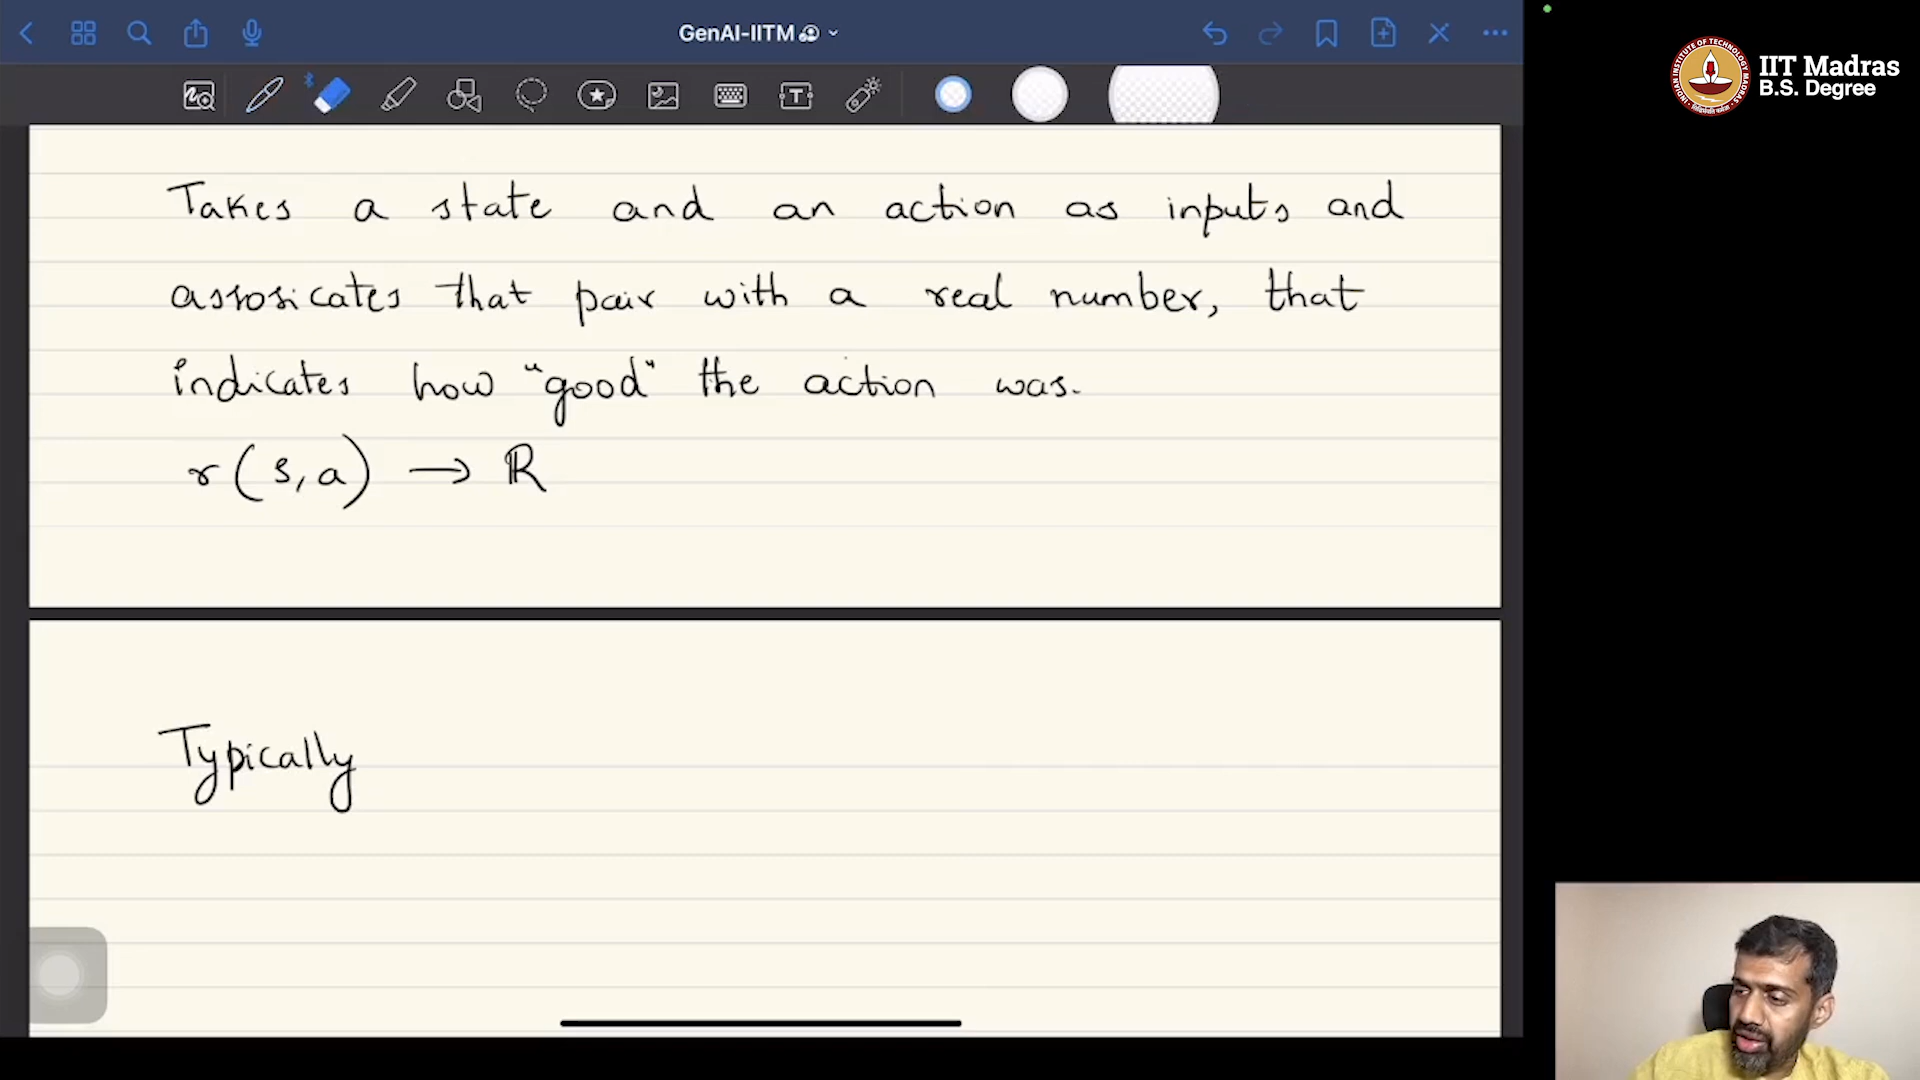 GenAI-IITM
IIT Madras
B.S. Degree
Takes a state and an action as inputs and
assosicates that pair with a real number, that
indicates how "good" the action was.
r(s,a) → ℝ
Typically